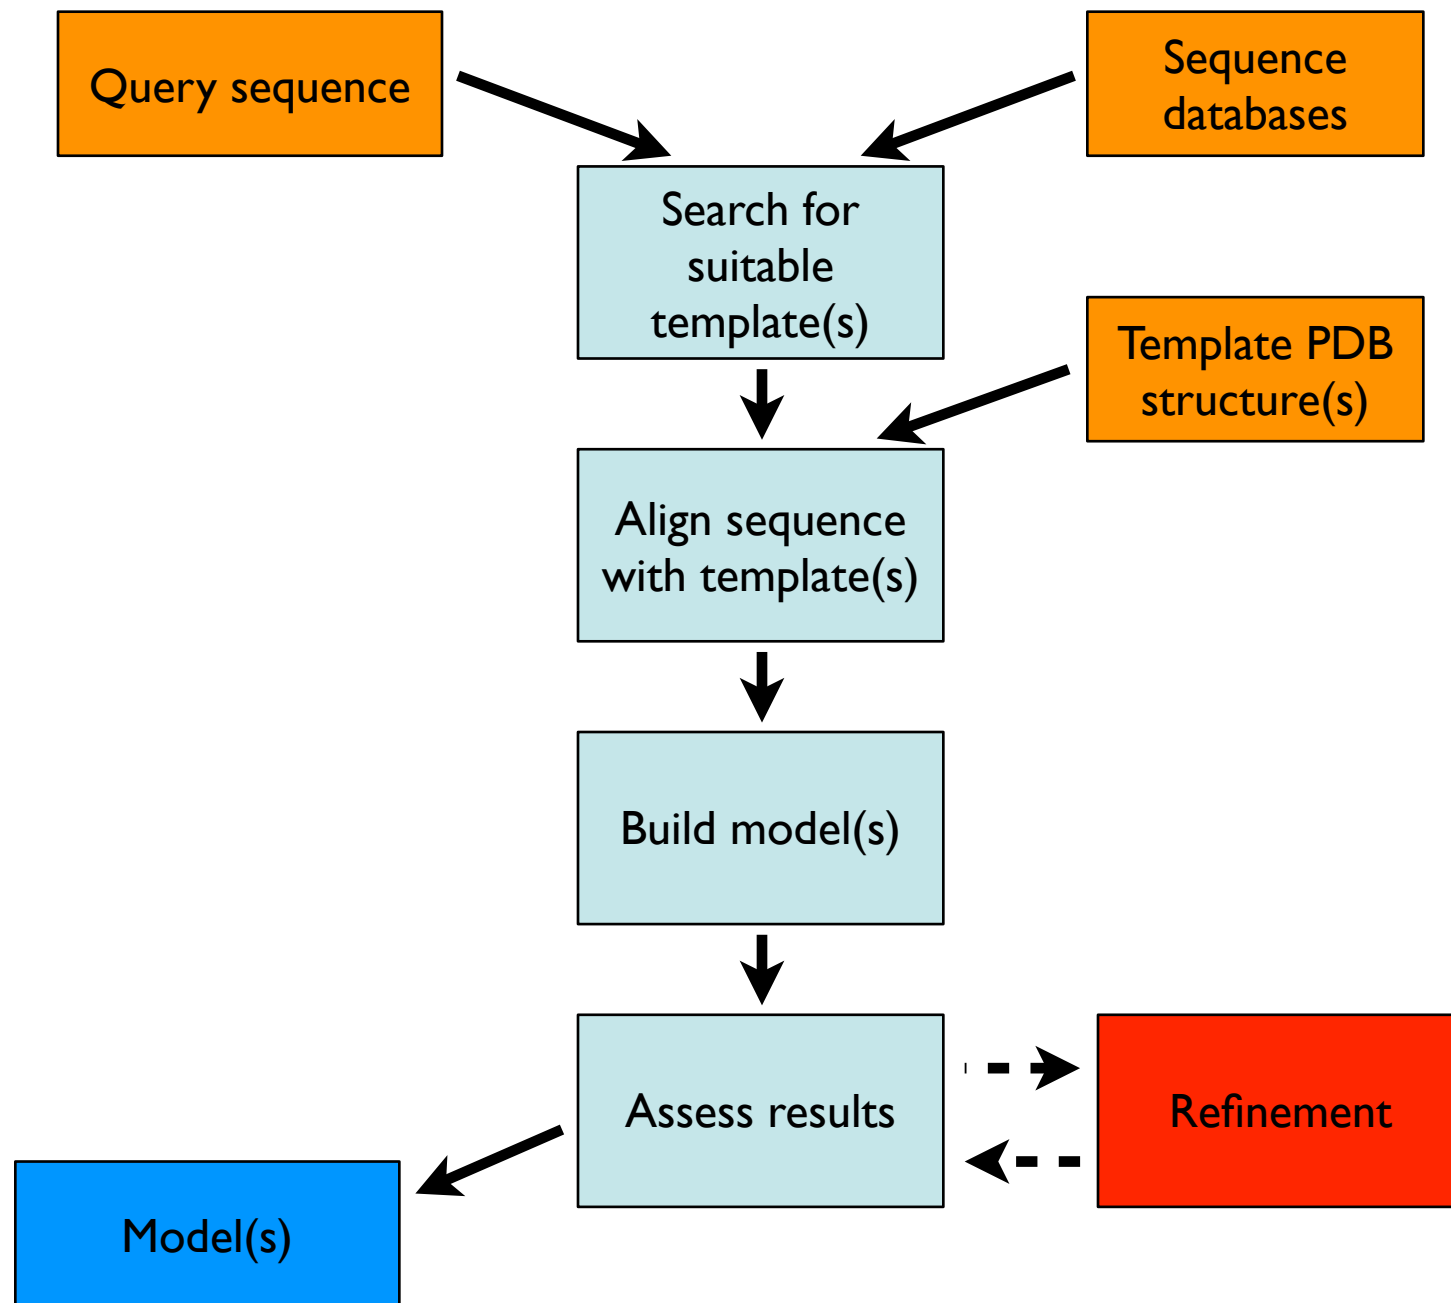 Query sequence
Sequence
databases
Search for
suitable
template(s)
Template PDB
structure(s)
Align sequence
with template(s)
Build model(s)
Assess results
Refinement
Model(s)